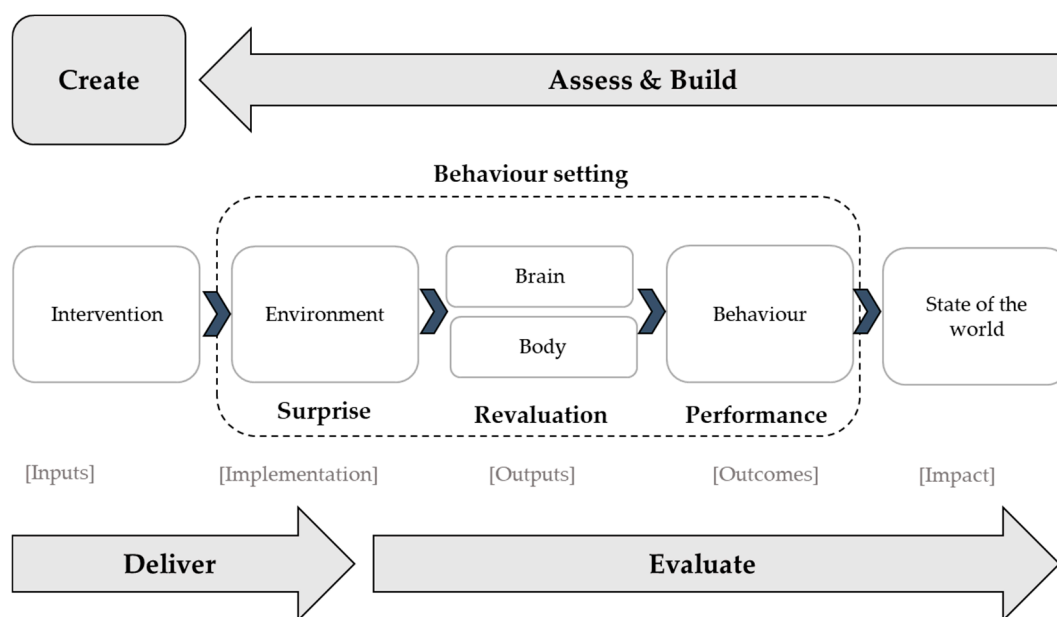 Create
Assess & Build
Behaviour setting
Intervention
Environment
Brain
Body
Behaviour
State of the
world
Surprise
Revaluation
Performance
[Inputs]
[Implementation]
[Outputs]
[Outcomes]
[Impact]
Deliver
Evaluate